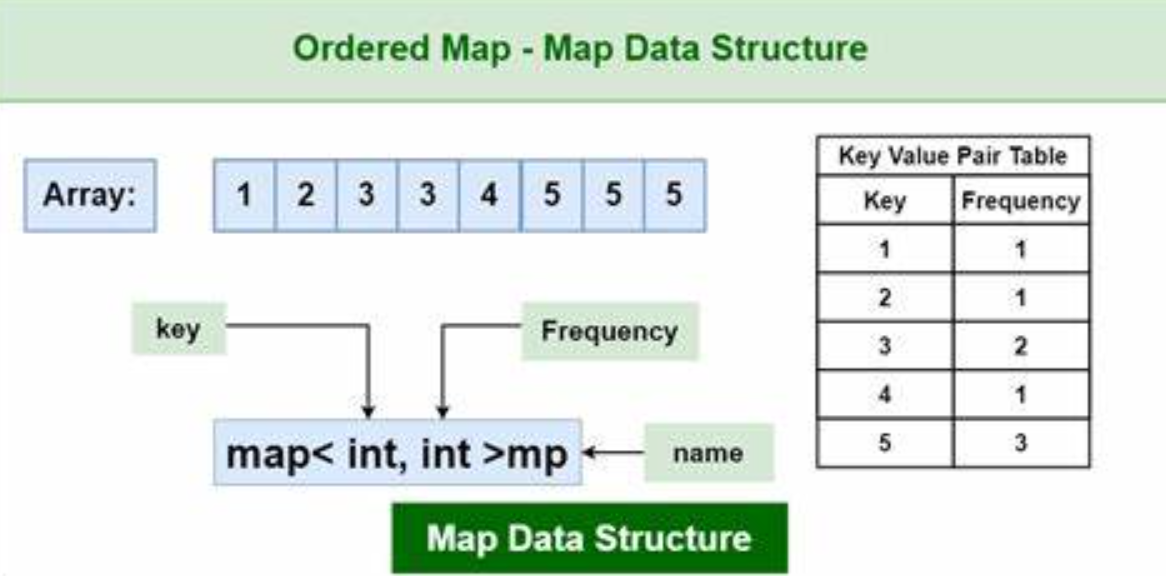 Ordered Map - Map Data Structure
Array: 1 2 3 3 4 5 5 5
Key Value Pair Table
Key Frequency
1 1
2 1
3 2
4 1
5 3
key
Frequency
map< int, int >mp
name
Map Data Structure